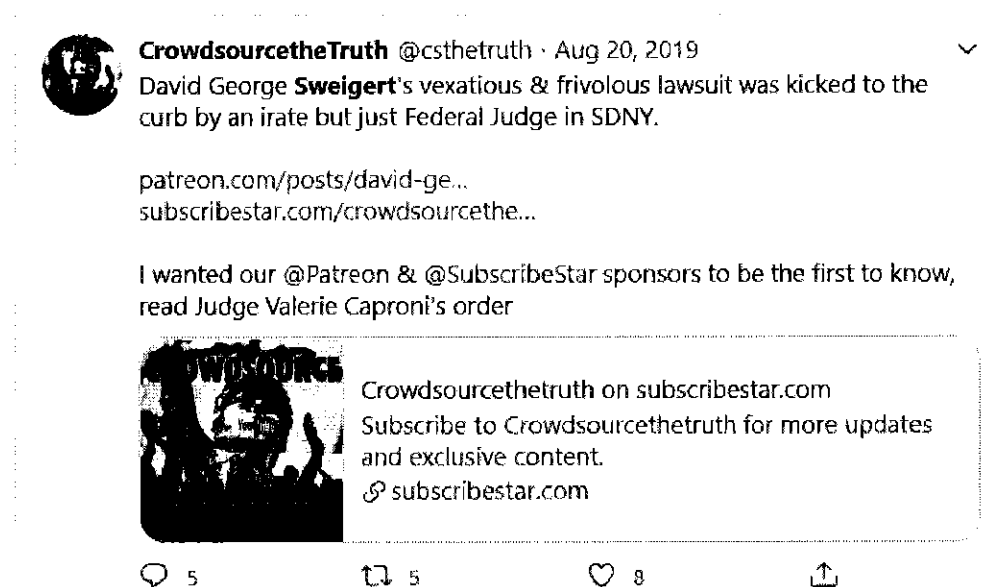 CrowdsourcetheTruth @csthetruth · Aug 20, 2019
David George Sweigert's vexatious & frivolous lawsuit was kicked to the
curb by an irate but just Federal Judge in SDNY.
patreon.com/posts/david-ge...
subscribestar.com/crowdsourcethe...
I wanted our @Patreon & @SubscribeStar sponsors to be the first to know,
read Judge Valerie Caproni's order
Crowdsourcethetruth on subscribestar.com
Subscribe to Crowdsourcethetruth for more updates
and exclusive content.
subscribestar.com
5 5 8